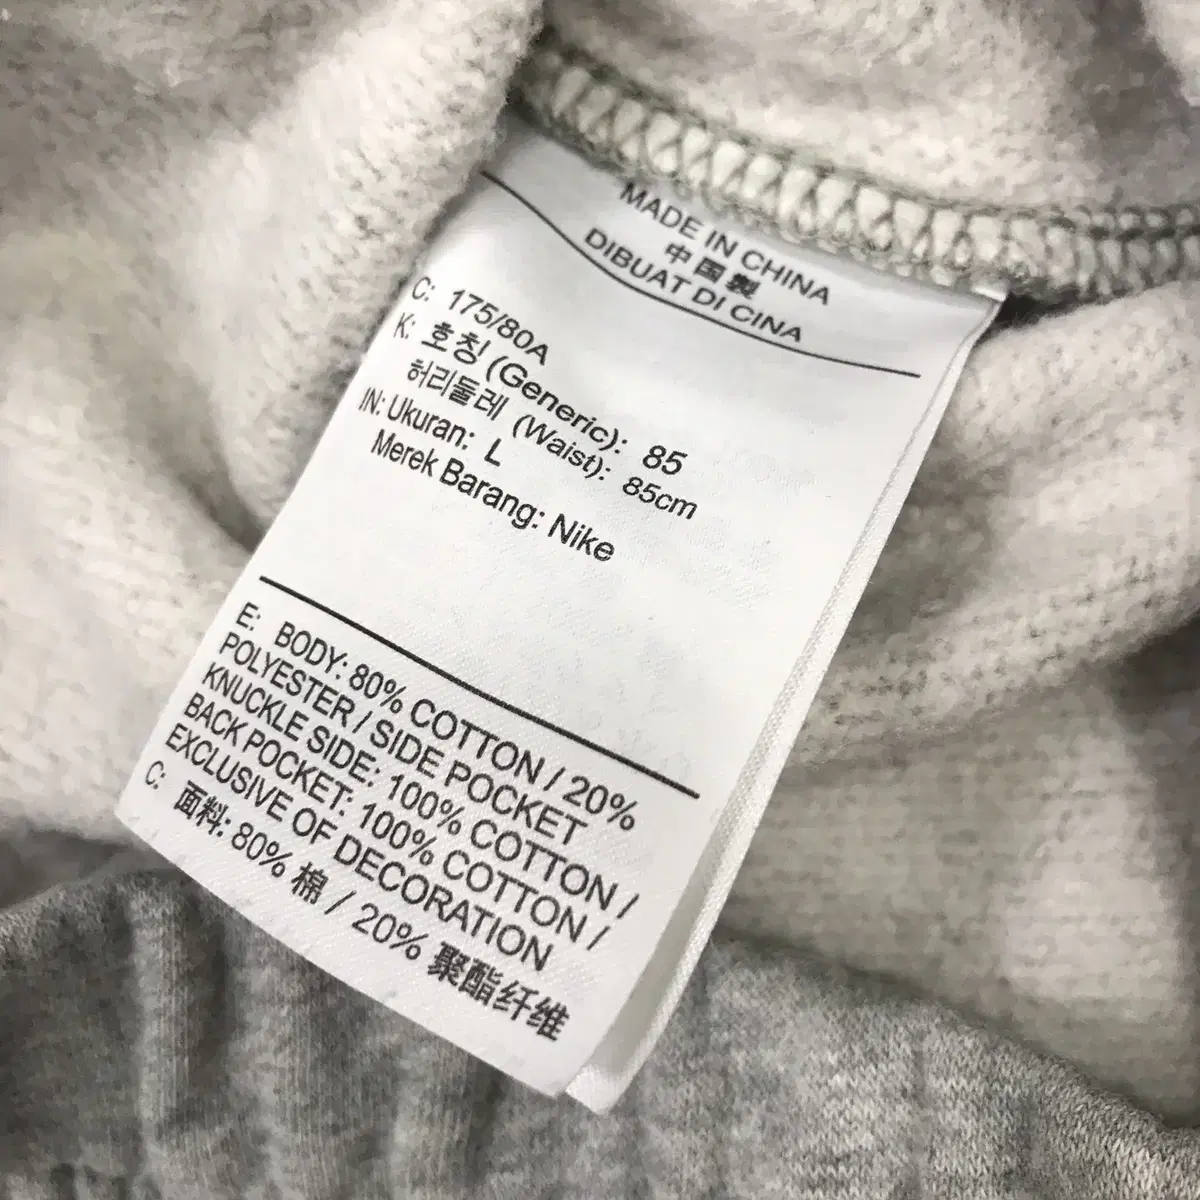 MADE IN CHINA
中国製
DIBUAT DI CINA
C: 175/80A
K: 호칭 (Generic): 85
허리둘레 (Waist): 85cm
IN: Ukuran: L
Merek Barang: Nike
E: BODY: 80% COTTON / 20%
POLYESTER / SIDE POCKET
KNUCKLE SIDE: 100% COTTON /
BACK POCKET: 100% COTTON /
EXCLUSIVE OF DECORATION
C: 面料: 80% 棉 / 20% 聚酯纤维